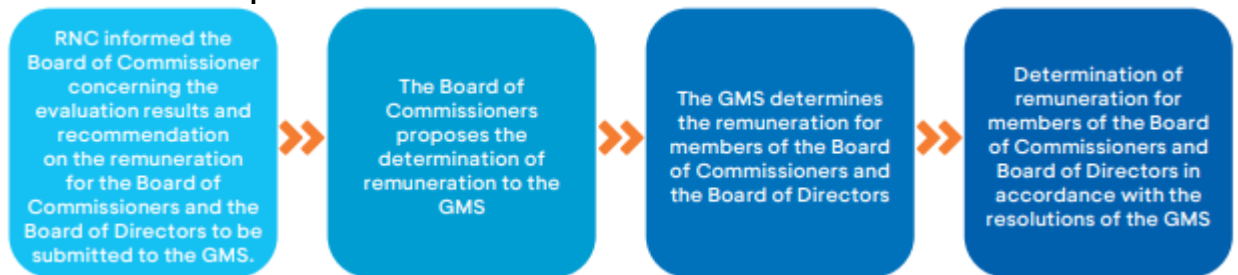 RNC informed the
Board of Commissioner
concerning the
evaluation results and
recommendation
on the remuneration
for the Board of
Commissioners and the
Board of Directors to be
submitted to the GMS.
The Board of
Commissioners
proposes the
determination of
remuneration to the
GMS
The GMS determines
the remuneration for
members of the Board
of Commissioners and
the Board of Directors
Determination of
remuneration for
members of the Board
of Commissioners and
Board of Directors in
accordance with the
resolutions of the GMS